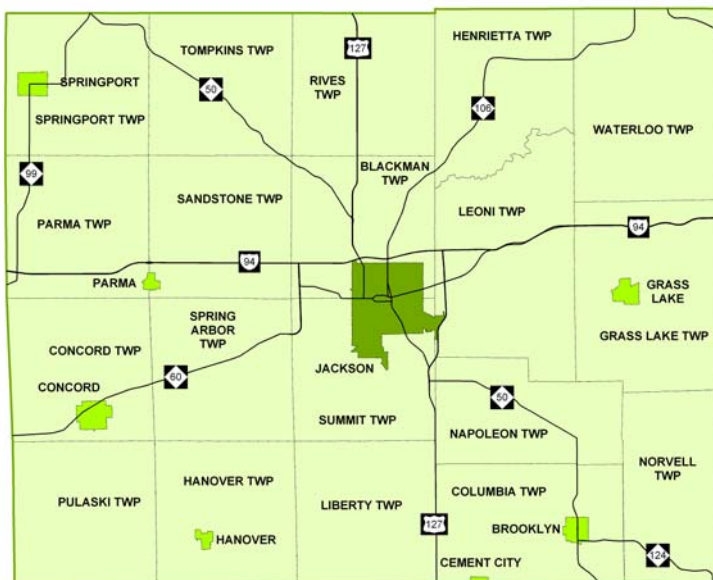 HENRIETTA TWP
TOMPKINS TWP
127
RIVES
TWP
SPRINGPORT
50
106
SPRINGPORT TWP
WATERLOO TWP
BLACKMAN
TWP
99
SANDSTONE TWP
LEONI TWP
PARMA TWP
94
94
PARMA
GRASS
LAKE
SPRING
ARBOR
TWP
GRASS LAKE TWP
CONCORD TWP
JACKSON
60
CONCORD
50
SUMMIT TWP
NAPOLEON TWP
NORVELL
TWP
HANOVER TWP
PULASKI TWP
LIBERTY TWP
COLUMBIA TWP
127
BROOKLYN
HANOVER
124
CEMENT CITY